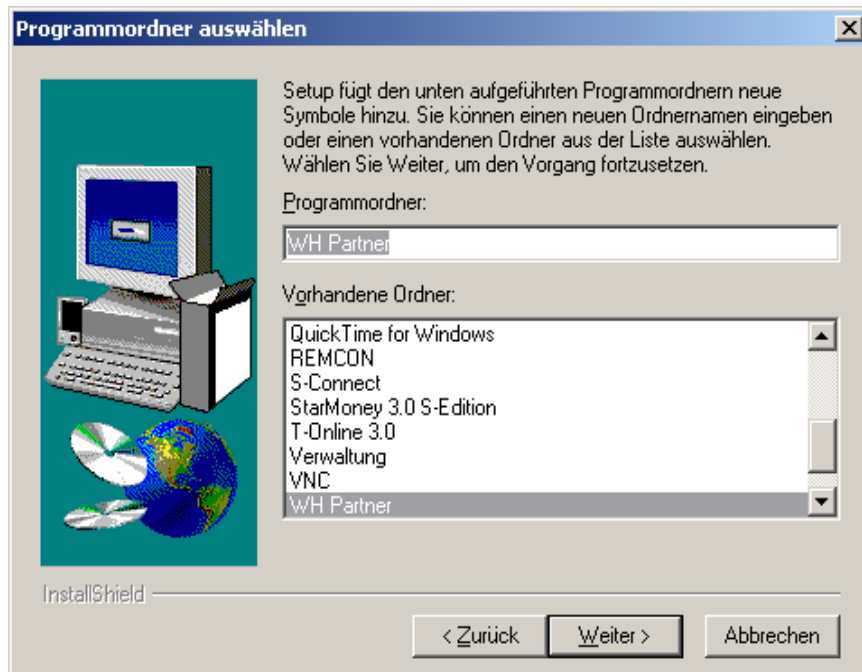 Programmordner auswählen
Setup fügt den unten aufgeführten Programmordnern neue
Symbole hinzu. Sie können einen neuen Ordnernamen eingeben
oder einen vorhandenen Ordner aus der Liste auswählen.
Wählen Sie Weiter, um den Vorgang fortzusetzen.
Programmordner:
WH Partner
Vorhandene Ordner:
QuickTime for Windows
REMCON
S-Connect
StarMoney 3.0 S-Edition
T-Online 3.0
Verwaltung
VNC
WH Partner
InstallShield
< Zurück
Weiter >
Abbrechen